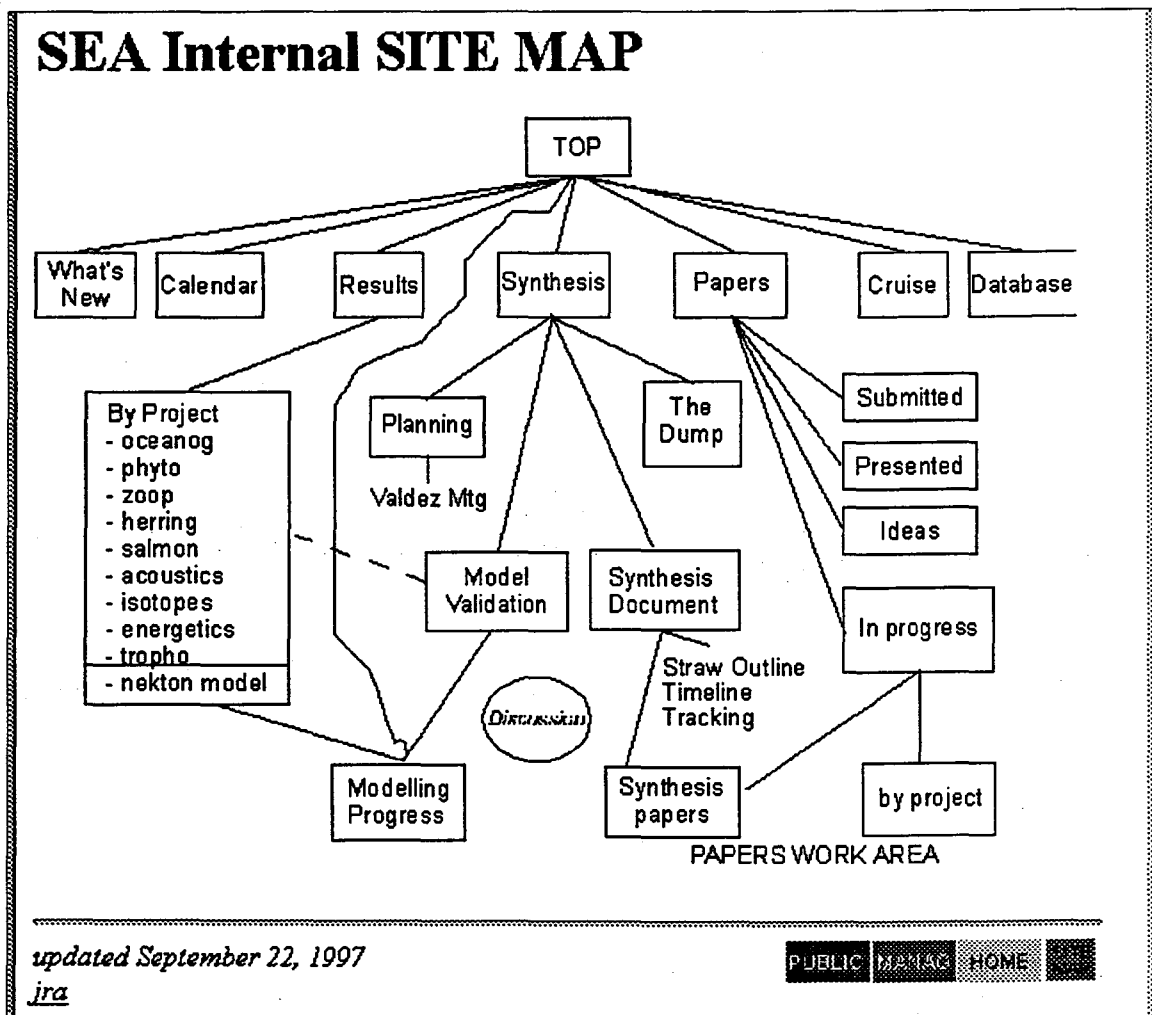 SEA Internal SITE MAP
TOP
What's
New
Calendar
Results
Synthesis
Papers
Cruise
Database
By Project
- oceanog
- phyto
- zoop
- herring
- salmon
- acoustics
- isotopes
- energetics
- tropho
- nekton model
Planning
Valdez Mtg
The
Dump
Submitted
Presented
Ideas
Model
Validation
Synthesis
Document
In progress
Straw Outline
Timeline
Tracking
Discussion
Modelling
Progress
Synthesis
papers
by project
PAPERS WORK AREA
updated September 22, 1997
jra
PUBLIC MANAG HOME